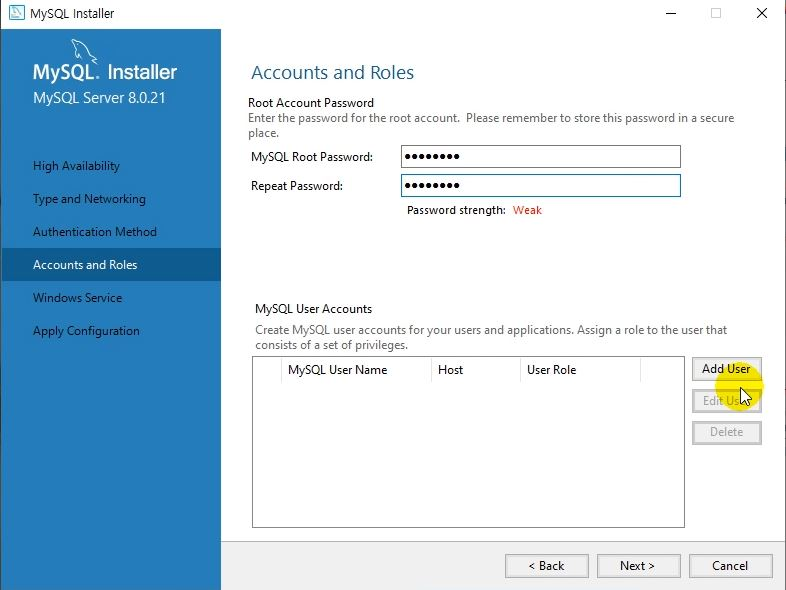 MySQL Installer
MySQL. Installer
MySQL Server 8.0.21
High Availability
Type and Networking
Authentication Method
Accounts and Roles
Windows Service
Apply Configuration
Accounts and Roles
Root Account Password
Enter the password for the root account.  Please remember to store this password in a secure
place.
MySQL Root Password: ●●●●●●●●
Repeat Password: ●●●●●●●●
Password strength: Weak
MySQL User Accounts
Create MySQL user accounts for your users and applications. Assign a role to the user that
consists of a set of privileges.
MySQL User Name Host User Role
Add User
Edit User
Delete
< Back Next > Cancel